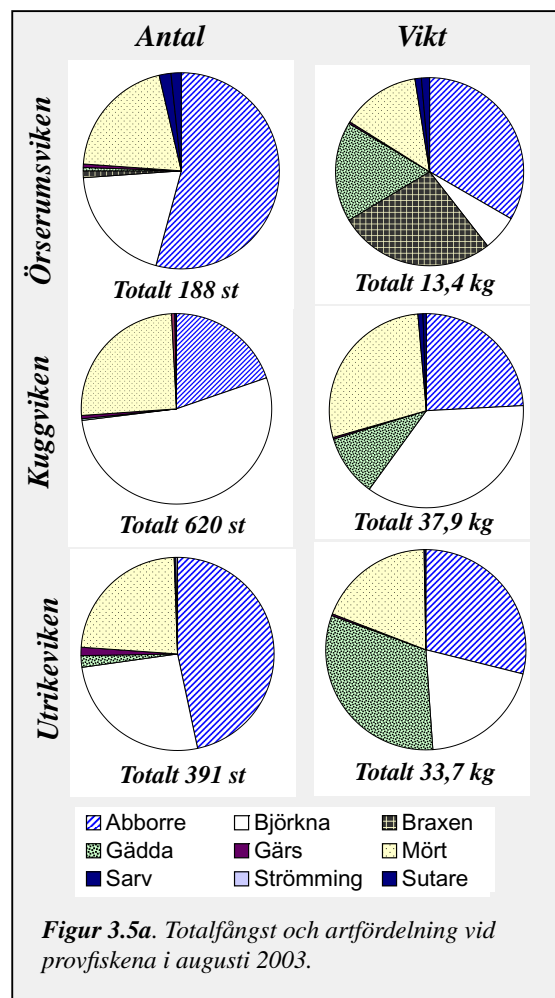 Antal Vikt
Örserumsviken
Totalt 188 st Totalt 13,4 kg
Kuggviken
Totalt 620 st Totalt 37,9 kg
Utrikeviken
Totalt 391 st Totalt 33,7 kg
Abborre Björkna Braxen
Gädda Gärs Mört
Sarv Strömming Sutare
Figur 3.5a. Totalfångst och artfördelning vid
provfiskena i augusti 2003.